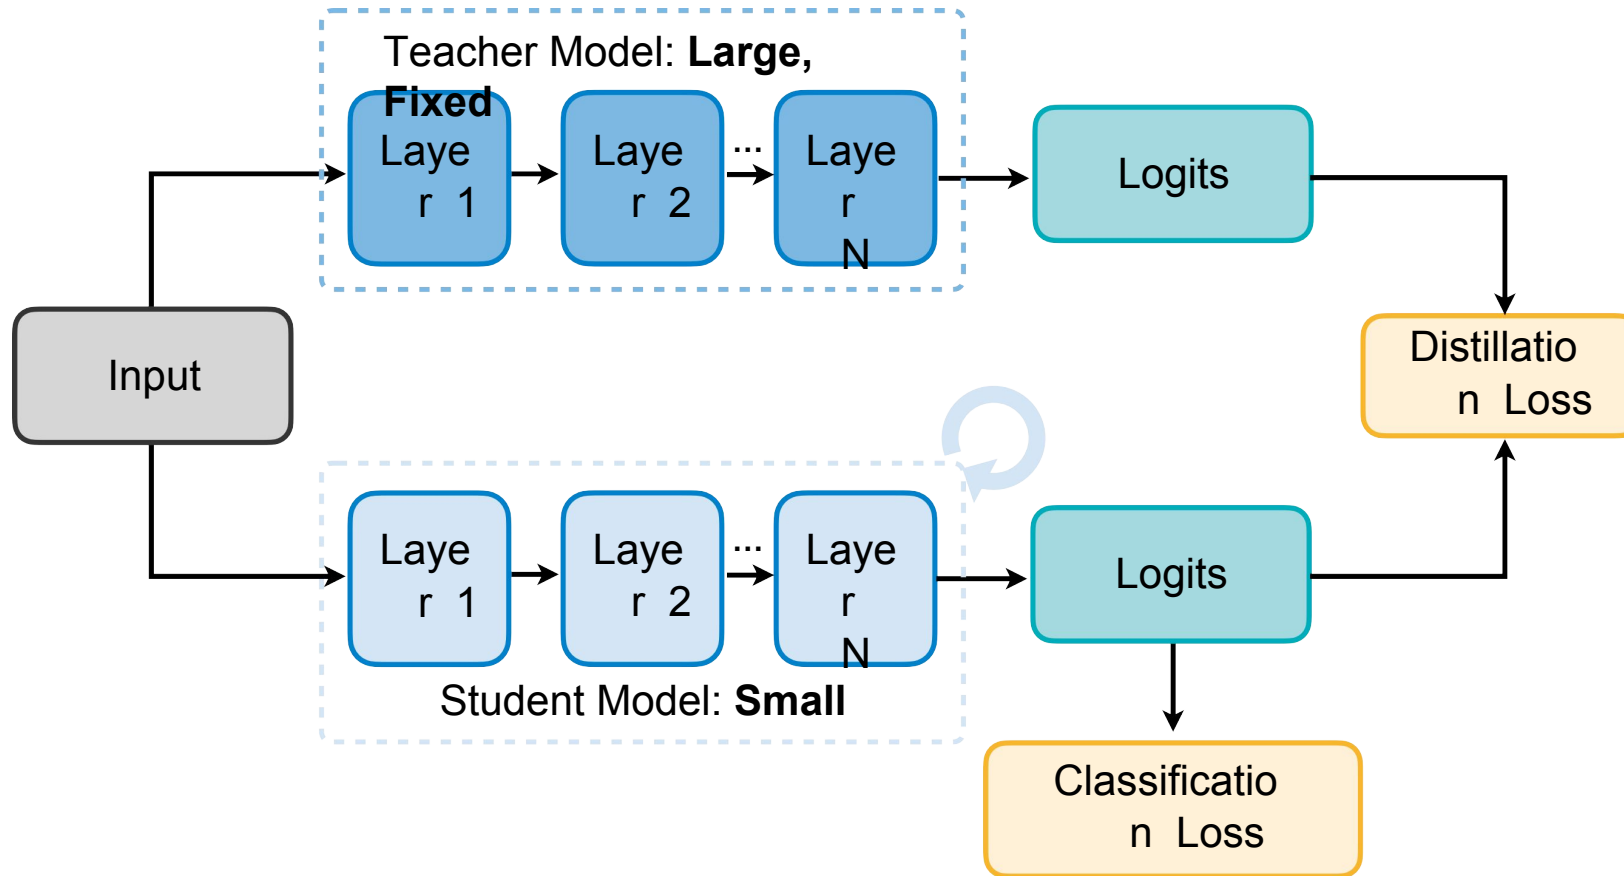 Teacher Model: Large,
Fixed
Laye
r 1
Laye
r 2
...
Laye
r
N
Logits
Input
Distillatio
n Loss
Laye
r 1
Laye
r 2
...
Laye
r
N
Logits
Student Model: Small
Classificatio
n Loss